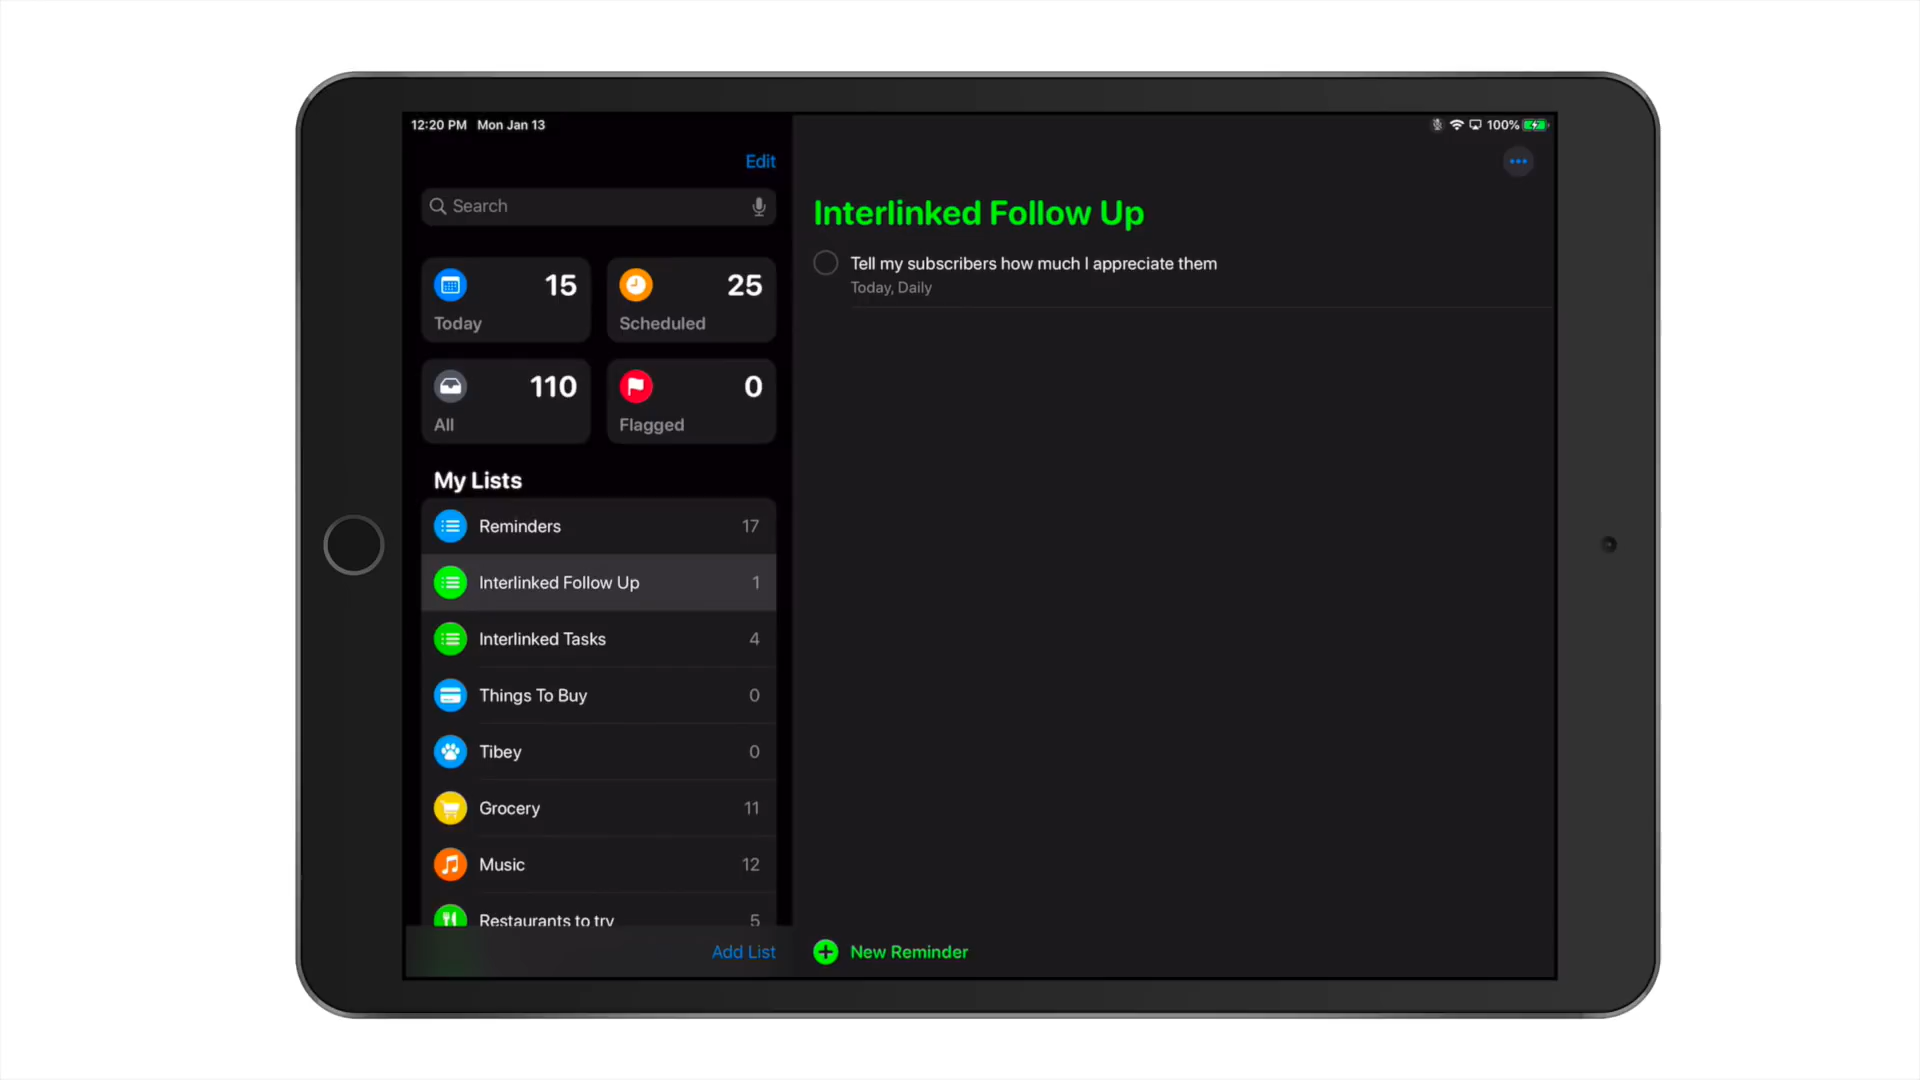 12:20 PM Mon Jan 13
100%
Edit
Search
15
Today
25
Scheduled
110
All
0
Flagged
My Lists
Reminders 17
Interlinked Follow Up 1
Interlinked Tasks 4
Things To Buy 0
Tibey 0
Grocery 11
Music 12
Restaurants to try 5
Add List
Interlinked Follow Up
Tell my subscribers how much I appreciate them
Today, Daily
New Reminder